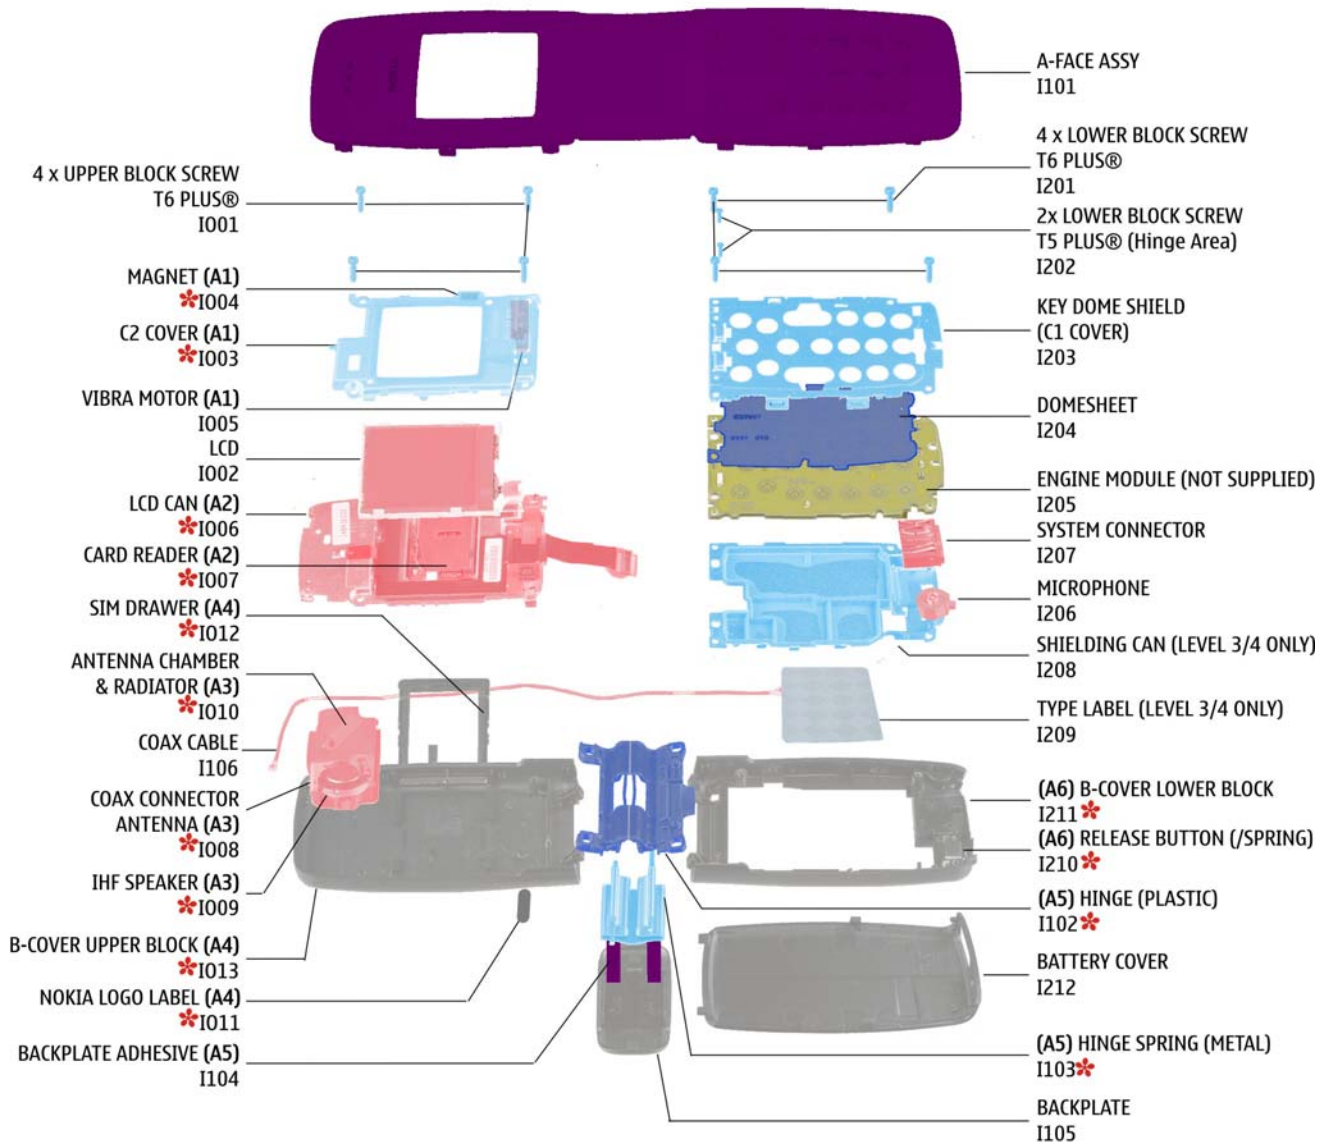 4 x UPPER BLOCK SCREW
T6 PLUS®
I001
MAGNET (A1)
*I004
C2 COVER (A1)
*I003
VIBRA MOTOR (A1)
I005
LCD
I002
LCD CAN (A2)
*I006
CARD READER (A2)
*I007
SIM DRAWER (A4)
*I012
ANTENNA CHAMBER
& RADIATOR (A3)
*I010
COAX CABLE
I106
COAX CONNECTOR
ANTENNA (A3)
*I008
IHF SPEAKER (A3)
*I009
B-COVER UPPER BLOCK (A4)
*I013
NOKIA LOGO LABEL (A4)
*I011
BACKPLATE ADHESIVE (A5)
I104
A-FACE ASSY
I101
4 x LOWER BLOCK SCREW
T6 PLUS®
I201
2x LOWER BLOCK SCREW
T5 PLUS® (Hinge Area)
I202
KEY DOME SHIELD
(C1 COVER)
I203
DOMESHEET
I204
ENGINE MODULE (NOT SUPPLIED)
I205
SYSTEM CONNECTOR
I207
MICROPHONE
I206
SHIELDING CAN (LEVEL 3/4 ONLY)
I208
TYPE LABEL (LEVEL 3/4 ONLY)
I209
(A6) B-COVER LOWER BLOCK
I211*
(A6) RELEASE BUTTON (/SPRING)
I210*
(A5) HINGE (PLASTIC)
I102*
BATTERY COVER
I212
(A5) HINGE SPRING (METAL)
I103*
BACKPLATE
I105